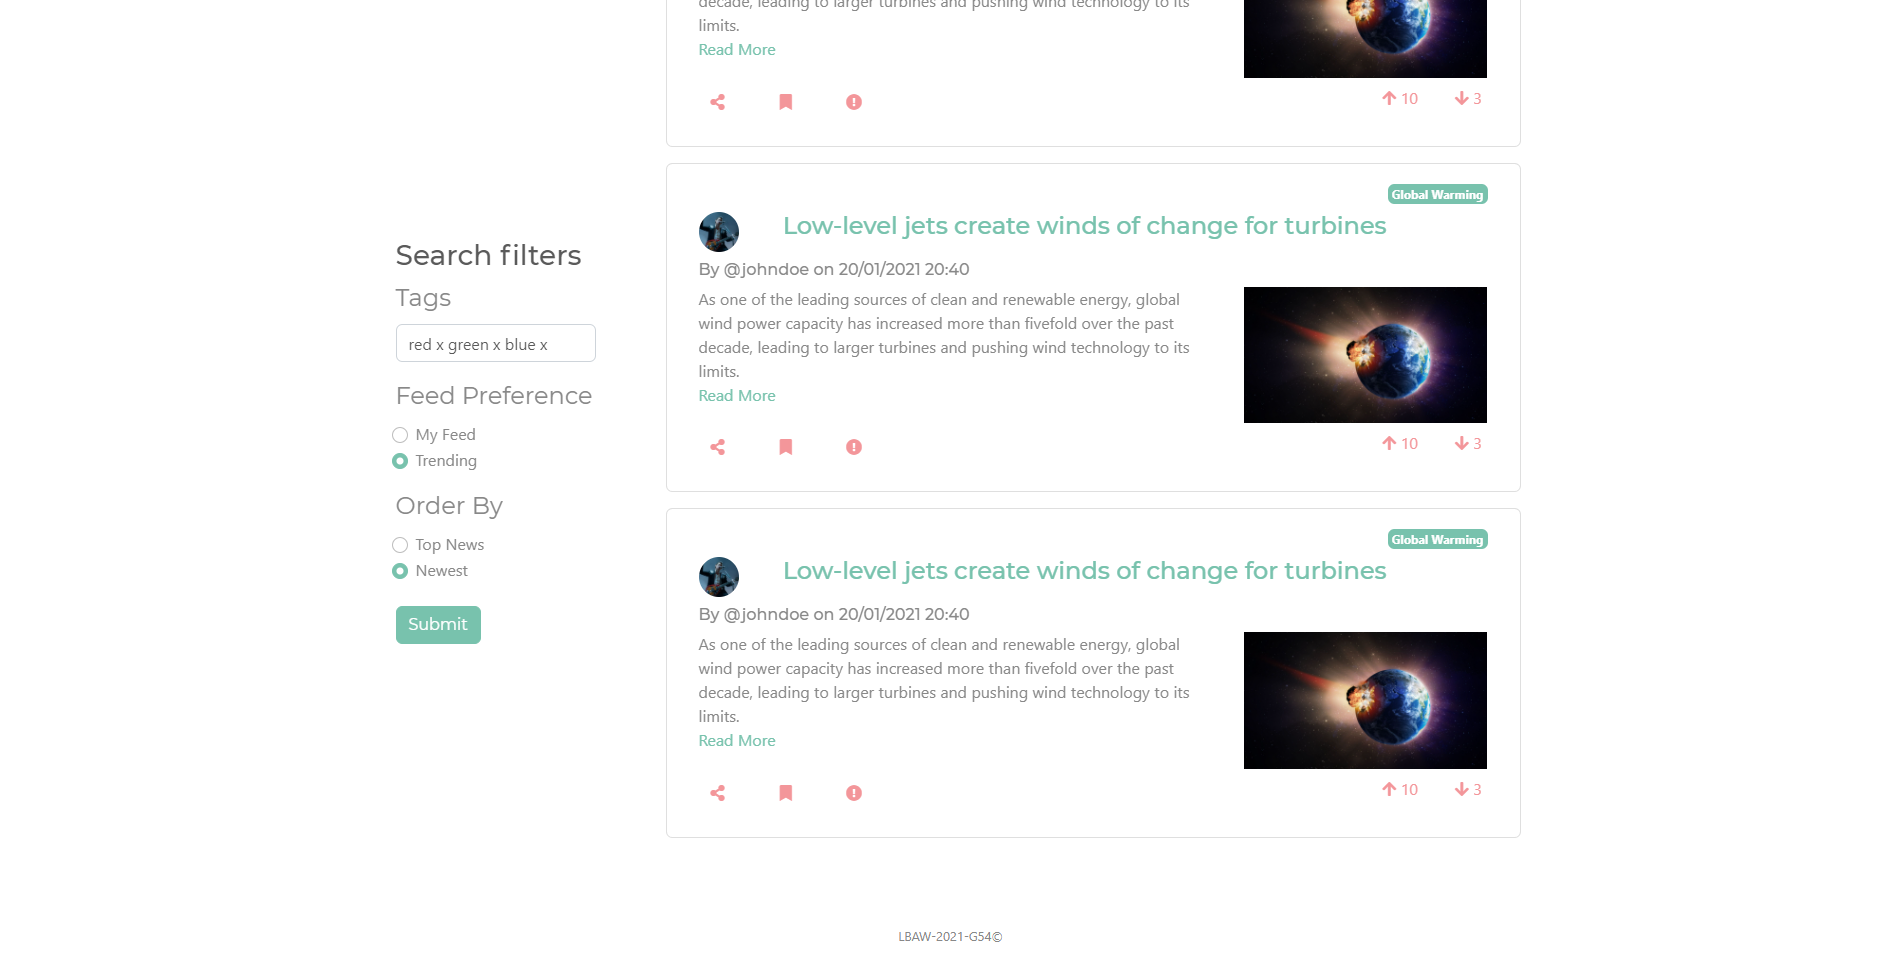 decade, leading to larger turbines and pushing wind technology to its
limits.
Read More
10
3
Search filters
Tags
red x green x blue x
Feed Preference
My Feed
Trending
Order By
Top News
Newest
Submit
Global Warming
Low-level jets create winds of change for turbines
By @johndoe on 20/01/2021 20:40
As one of the leading sources of clean and renewable energy, global
wind power capacity has increased more than fivefold over the past
decade, leading to larger turbines and pushing wind technology to its
limits.
Read More
10
3
Global Warming
Low-level jets create winds of change for turbines
By @johndoe on 20/01/2021 20:40
As one of the leading sources of clean and renewable energy, global
wind power capacity has increased more than fivefold over the past
decade, leading to larger turbines and pushing wind technology to its
limits.
Read More
10
3
LBAW-2021-G54©